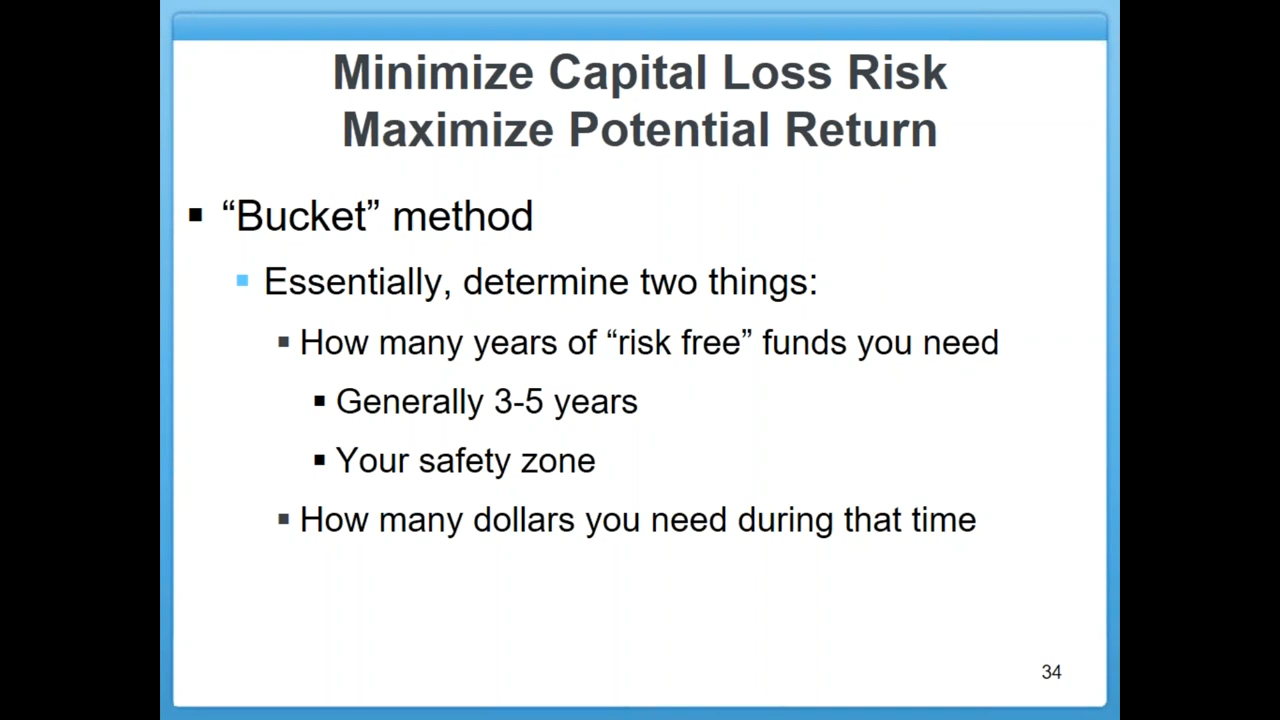 Minimize Capital Loss Risk
Maximize Potential Return
“Bucket” method
Essentially, determine two things:
How many years of “risk free” funds you need
Generally 3-5 years
Your safety zone
How many dollars you need during that time
34